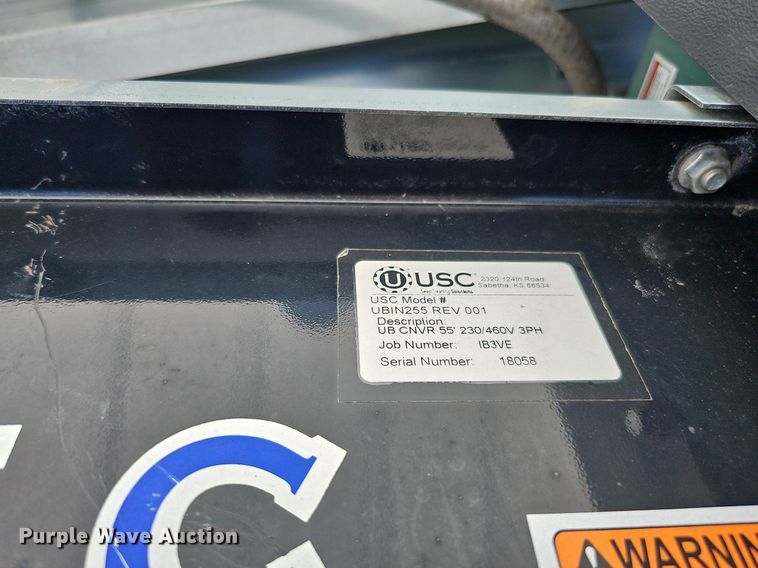 USC
2320 124th Road
Sabetha, KS 66534
USC Model #
UBIN255 REV 001
Description:
UB CNVR 55' 230/460V 3PH
Job Number: IB3VE
Serial Number: 18058
C
WARNIN
Purple Wave Auction